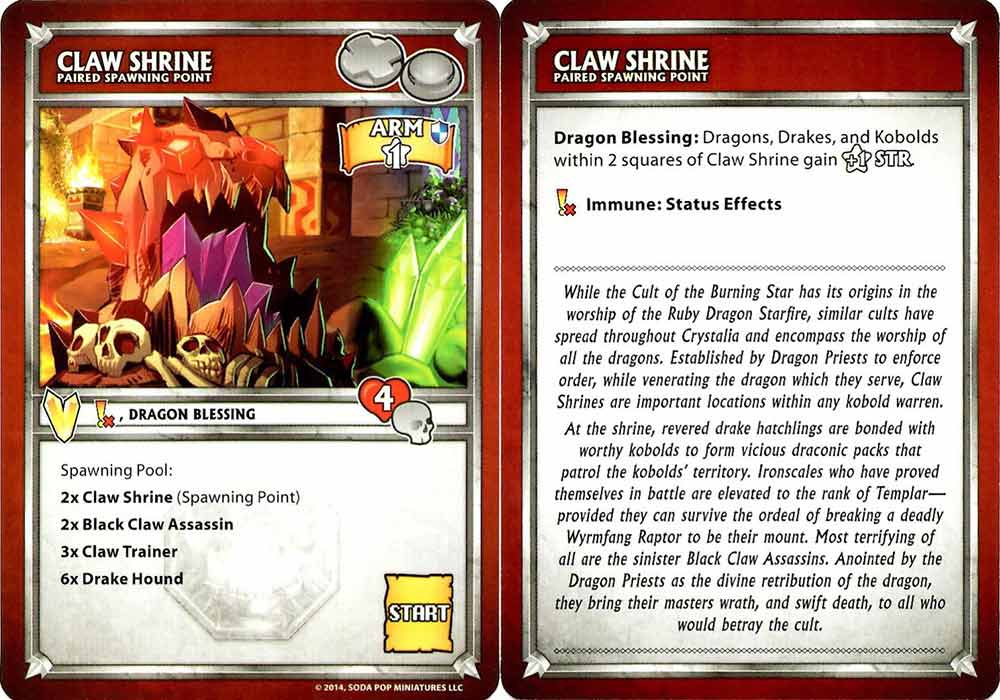 CLAW SHRINE
PAIRED SPAWNING POINT
ARM
1
4
, DRAGON BLESSING
Spawning Pool:
2x Claw Shrine (Spawning Point)
2x Black Claw Assassin
3x Claw Trainer
6x Drake Hound
START
© 2014, SODA POP MINIATURES LLC
CLAW SHRINE
PAIRED SPAWNING POINT
Dragon Blessing: Dragons, Drakes, and Kobolds
within 2 squares of Claw Shrine gain +1 STR.
Immune: Status Effects
While the Cult of the Burning Star has its origins in the
worship of the Ruby Dragon Starfire, similar cults have
spread throughout Crystalia and encompass the worship of
all the dragons. Established by Dragon Priests to enforce
order, while venerating the dragon which they serve, Claw
Shrines are important locations within any kobold warren.
At the shrine, revered drake hatchlings are bonded with
worthy kobolds to form vicious draconic packs that
patrol the kobolds' territory. Ironscales who have proved
themselves in battle are elevated to the rank of Templar—
provided they can survive the ordeal of breaking a deadly
Wyrmfang Raptor to be their mount. Most terrifying of
all are the sinister Black Claw Assassins. Anointed by the
Dragon Priests as the divine retribution of the dragon,
they bring their masters wrath, and swift death, to all who
would betray the cult.